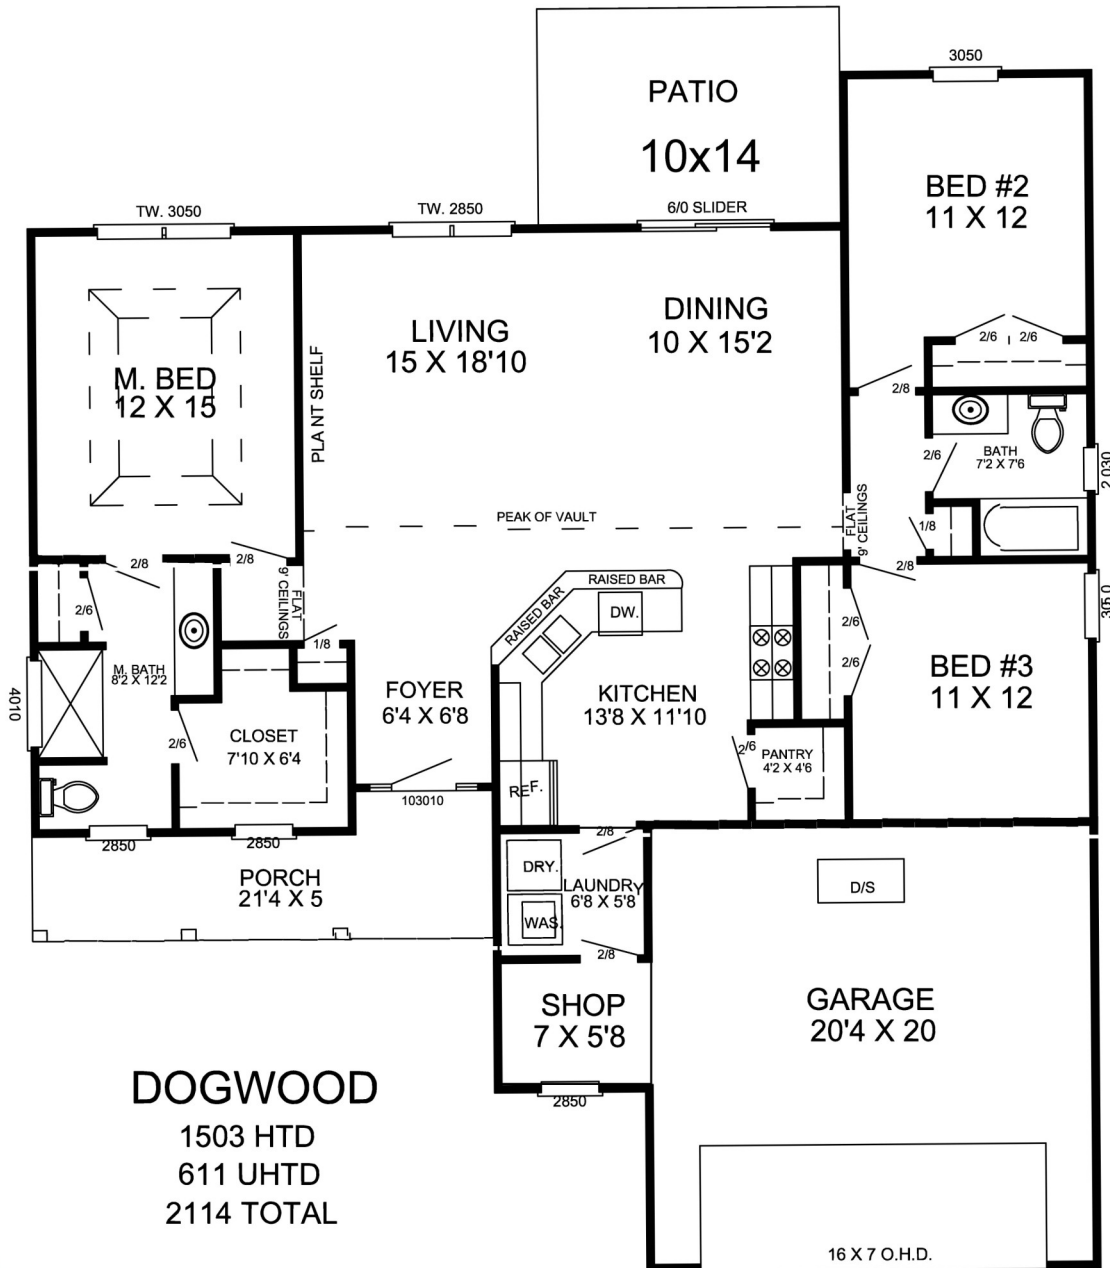 3050
PATIO
10x14
BED #2
11 X 12
TW. 3050
TW. 2850
6/0 SLIDER
LIVING
15 X 18'10
DINING
10 X 15'2
2/6
2/6
PLANT SHELF
M. BED
12 X 15
2/8
BATH
7'2 X 7'6
2/6
2030
PEAK OF VAULT
FLAT
9' CEILINGS
1/8
2/8
2/8
2/8
FLAT
9' CEILINGS
RAISED BAR
RAISED BAR
DW.
2/6
3050
2/6
2/6
1/8
M. BATH
8'2 X 12'2
4010
FOYER
6'4 X 6'8
KITCHEN
13'8 X 11'10
BED #3
11 X 12
CLOSET
7'10 X 6'4
2/6
2/6
PANTRY
4'2 X 4'6
REF.
103010
2850
2850
2/8
PORCH
21'4 X 5
DRY.
LAUNDRY
6'8 X 5'8
WAS.
D/S
2/8
SHOP
7 X 5'8
GARAGE
20'4 X 20
2850
DOGWOOD
1503 HTD
611 UHTD
2114 TOTAL
16 X 7 O.H.D.